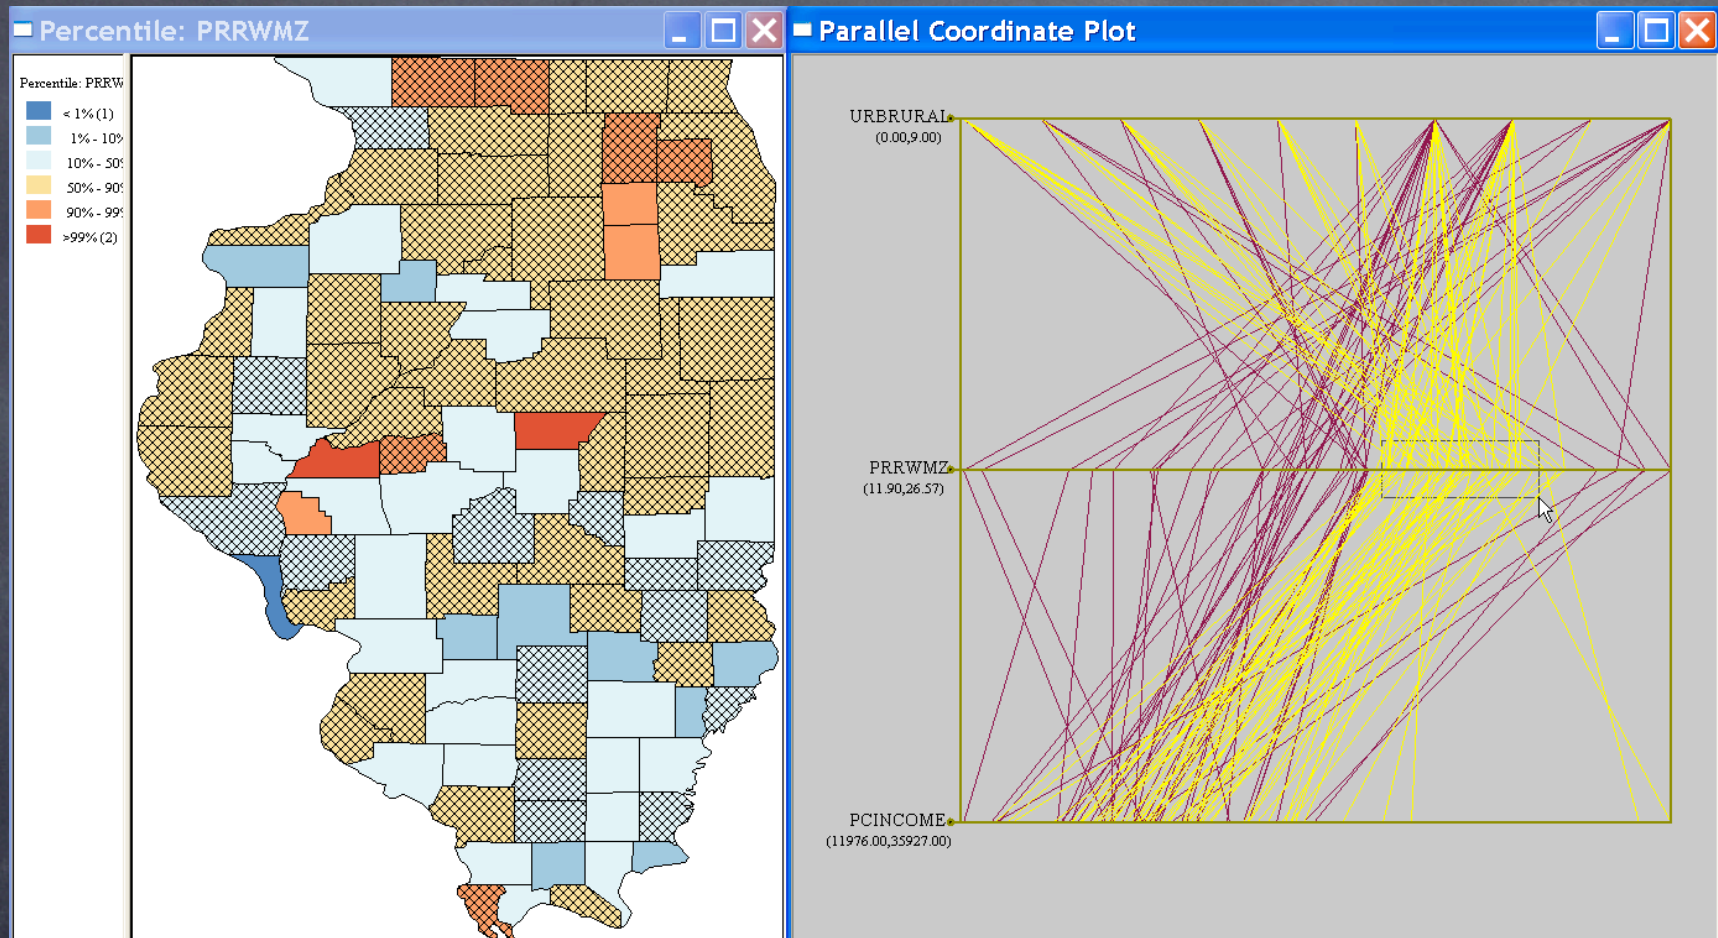 Percentile: PRRWMZ
Percentile: PRRW
< 1% (1)
1% - 10%
10% - 50%
50% - 90%
90% - 99%
>99% (2)
Parallel Coordinate Plot
URBRURAL
(0.00,9.00)
PRRWMZ
(11.90,26.57)
PCINCOME
(11976.00,35927.00)